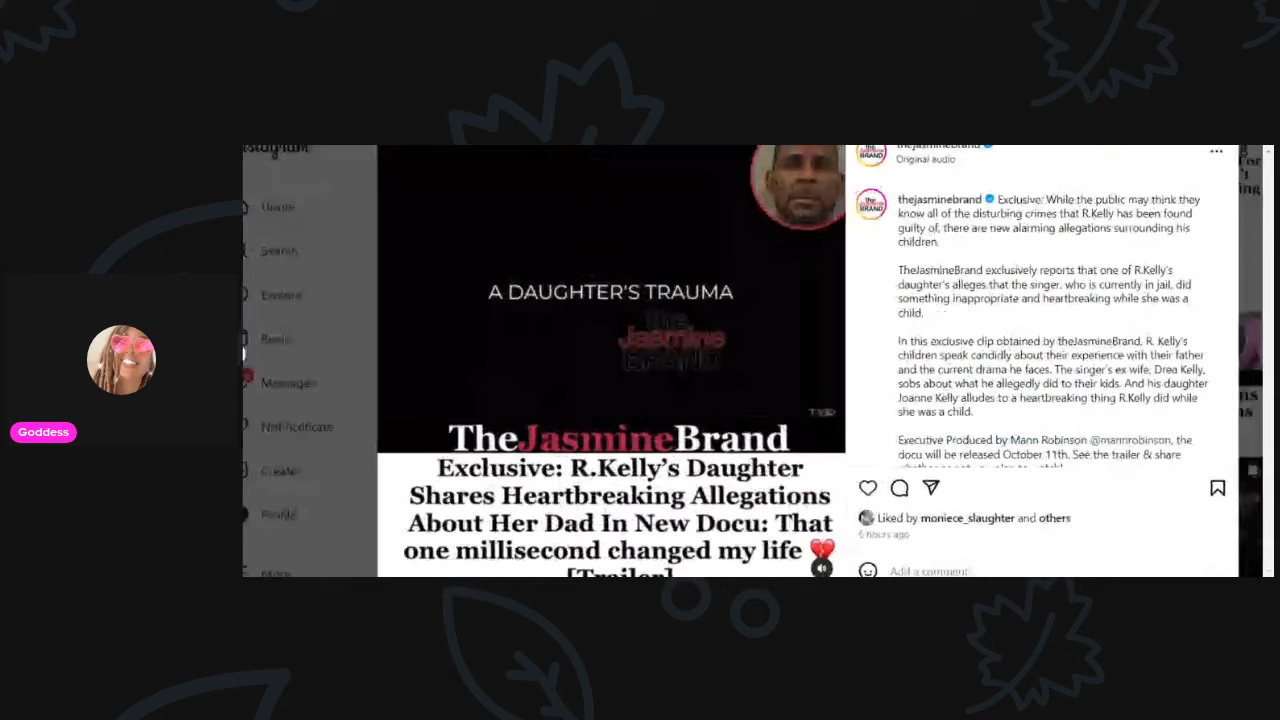 Instagram
Home
Search
Explore
Reels
Messages
Notifications
Create
Profile
More
A DAUGHTER'S TRAUMA
The
Jasmine
BRAND
TheJasmineBrand
Exclusive: R.Kelly's Daughter
Shares Heartbreaking Allegations
About Her Dad In New Docu: That
one millisecond changed my life 💔
[Trailer]
thejasminebrand
Original audio
thejasminebrand Exclusive: While the public may think they
know all of the disturbing crimes that R.Kelly has been found
guilty of, there are new alarming allegations surrounding his
children.
TheJasmineBrand exclusively reports that one of R.Kelly's
daughter's alleges that the singer, who is currently in jail, did
something inappropriate and heartbreaking while she was a
child.
In this exclusive clip obtained by theJasmineBrand, R. Kelly's
children speak candidly about their experience with their father
and the current drama he faces. The singer's ex wife, Drea Kelly,
sobs about what he allegedly did to their kids. And his daughter
Joanne Kelly alludes to a heartbreaking thing R.Kelly did while
she was a child.
Executive Produced by Mann Robinson @mannrobinson, the
docu will be released October 11th. See the trailer & share
Liked by moniece_slaughter and others
Add a comment
Goddess